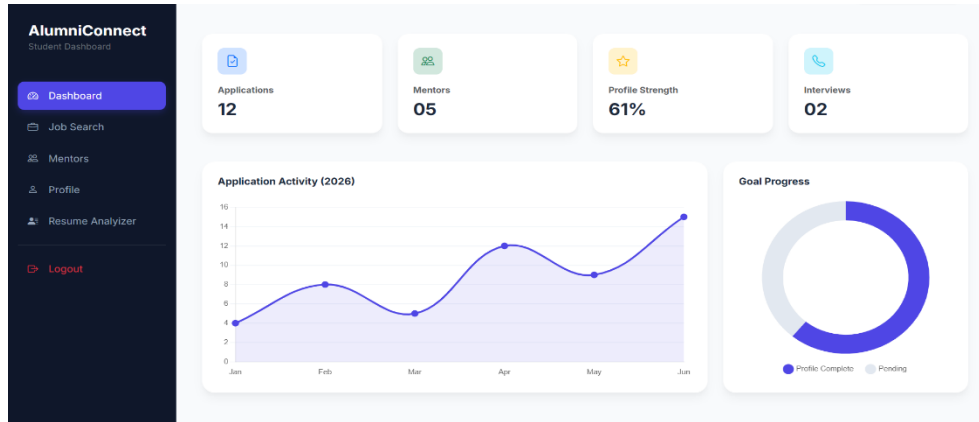 AlumniConnect
Student Dashboard
Dashboard
Job Search
Mentors
Profile
Resume Analyizer
Logout
Applications
12
Mentors
05
Profile Strength
61%
Interviews
02
Application Activity (2026)
16
14
12
10
8
6
4
2
0
Jan Feb Mar Apr May Jun
Goal Progress
Profile Complete Pending